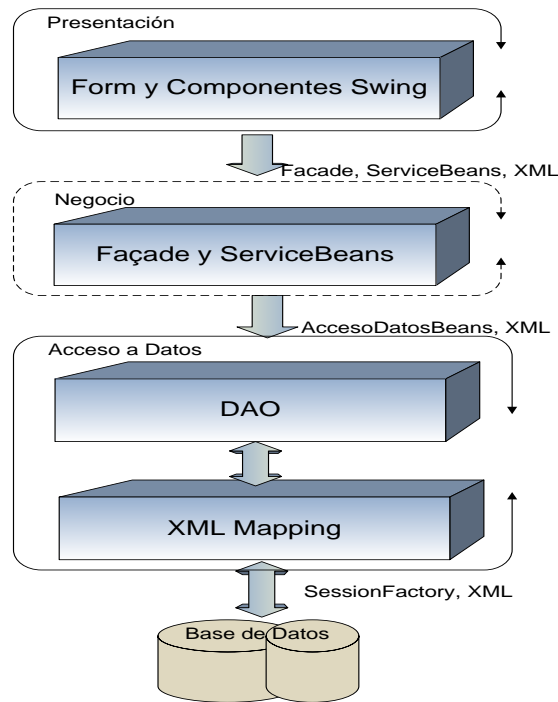 Presentación
Form y Componentes Swing
Facade, ServiceBeans, XML
Negocio
Façade y ServiceBeans
AccesoDatosBeans, XML
Acceso a Datos
DAO
XML Mapping
SessionFactory, XML
Base de Datos